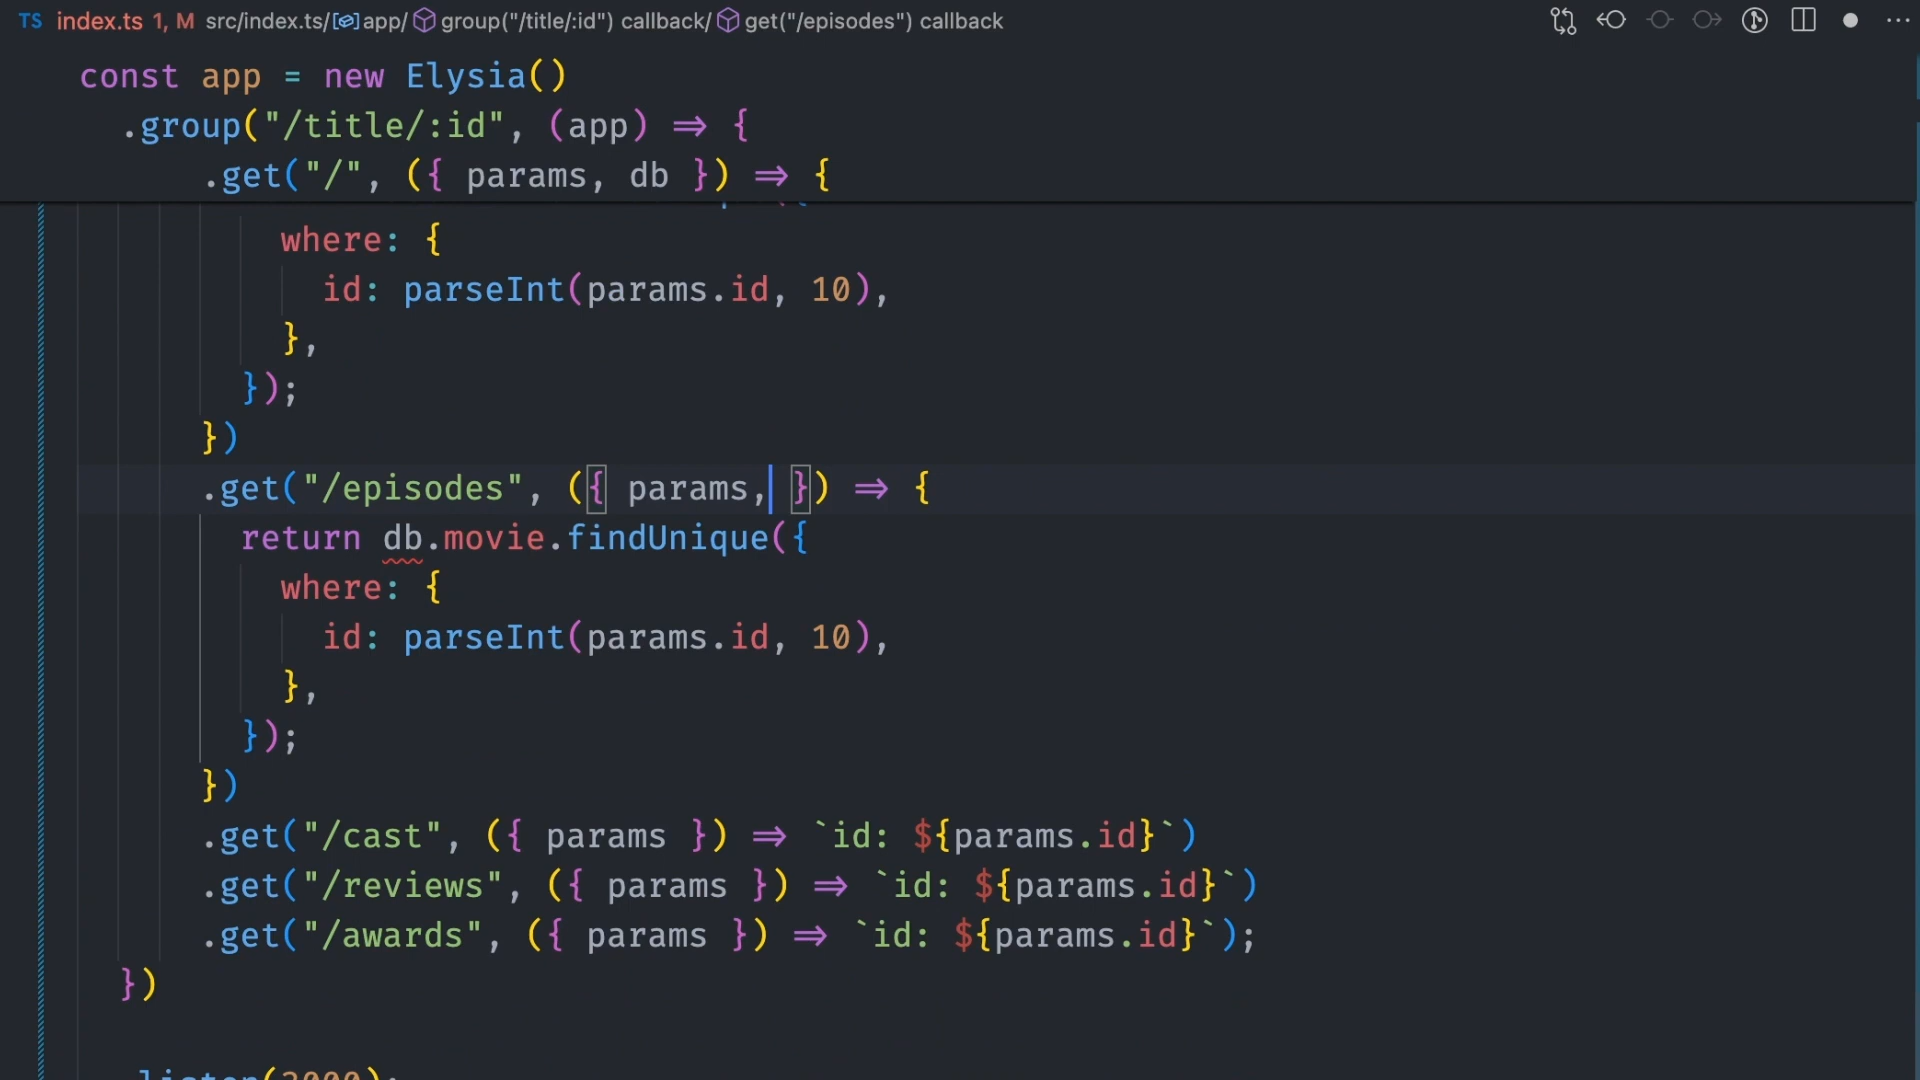 TS index.ts 1, M src/index.ts/app/group("/title/:id") callback/get("/episodes") callback
const app = new Elysia()
.group("/title/:id", (app) => {
.get("/", ({ params, db }) => {
where: {
id: parseInt(params.id, 10),
},
});
})
.get("/episodes", ({ params, }) => {
return db.movie.findUnique({
where: {
id: parseInt(params.id, 10),
},
});
})
.get("/cast", ({ params }) => `id: ${params.id}`)
.get("/reviews", ({ params }) => `id: ${params.id}`)
.get("/awards", ({ params }) => `id: ${params.id}`);
})
.listen(3000);